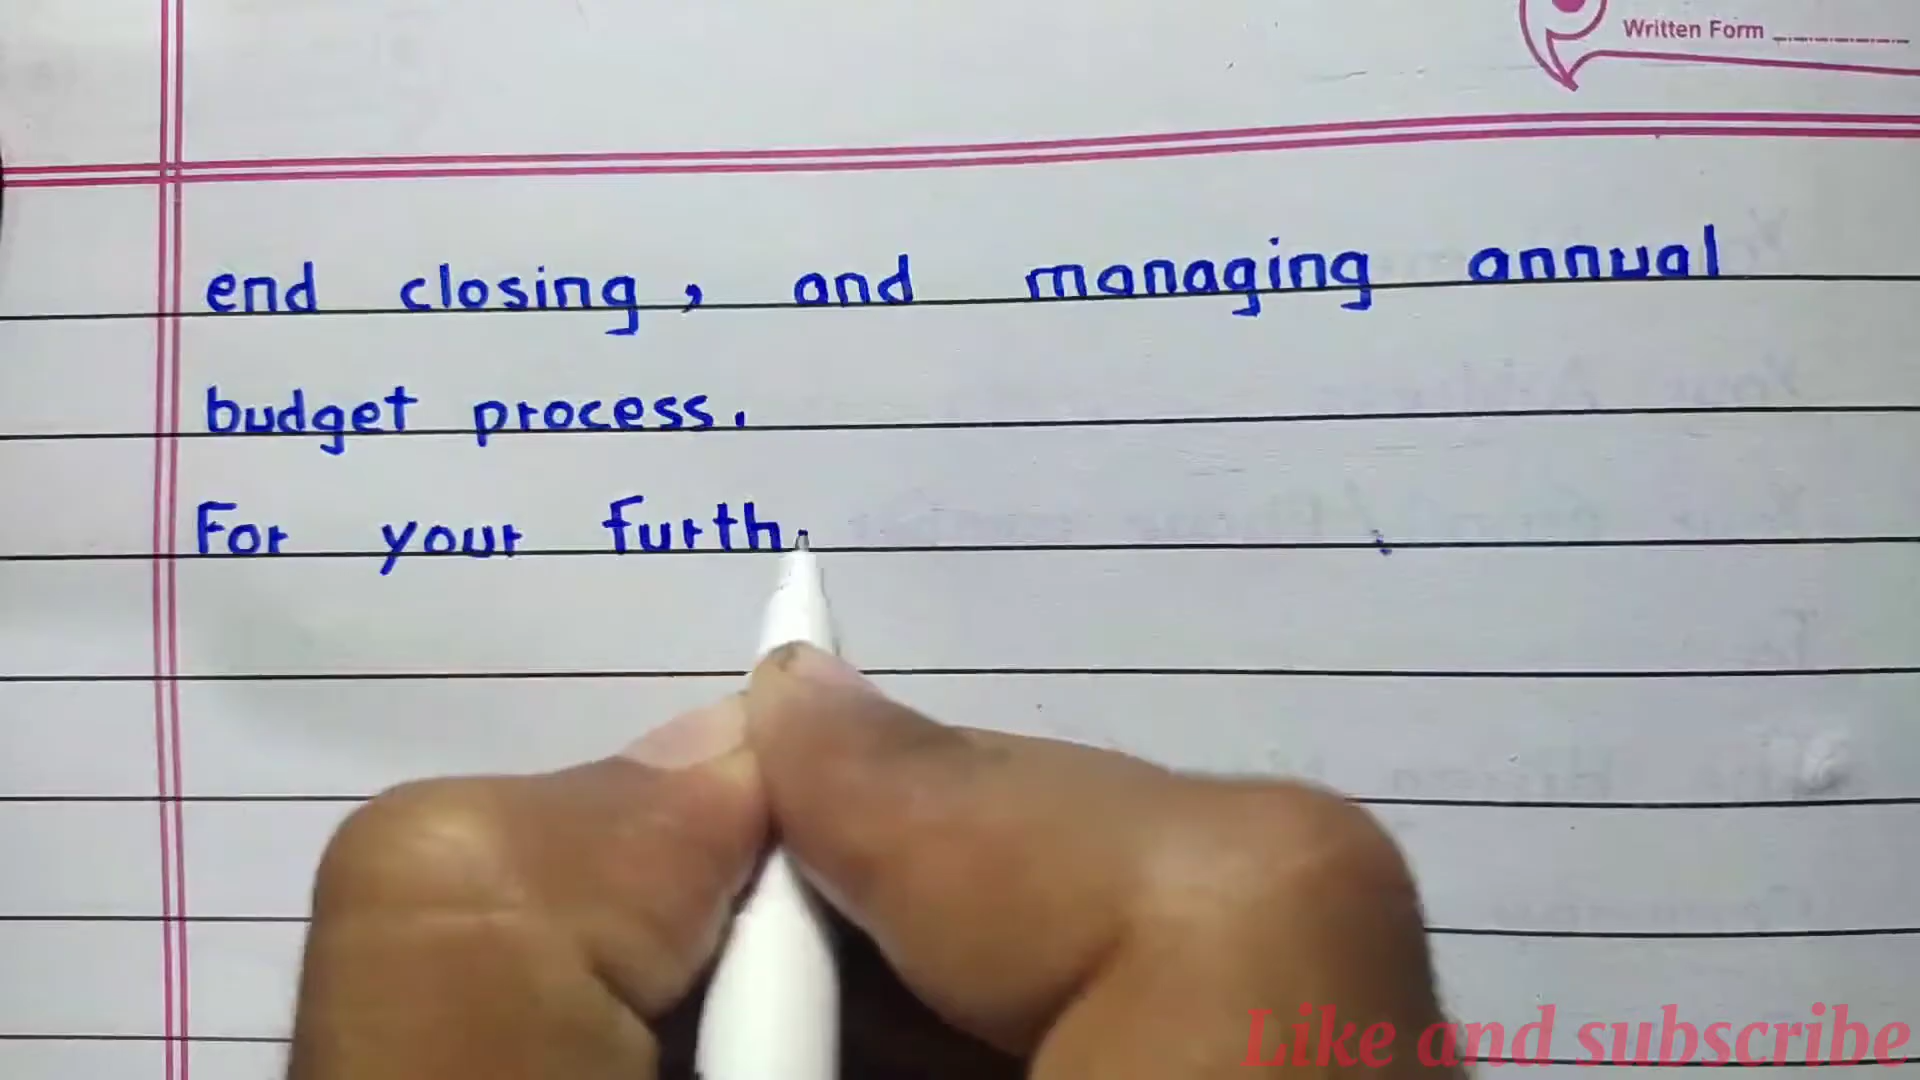 Written Form
end closing, and managing annual
budget process.
For your furth
Like and subscribe